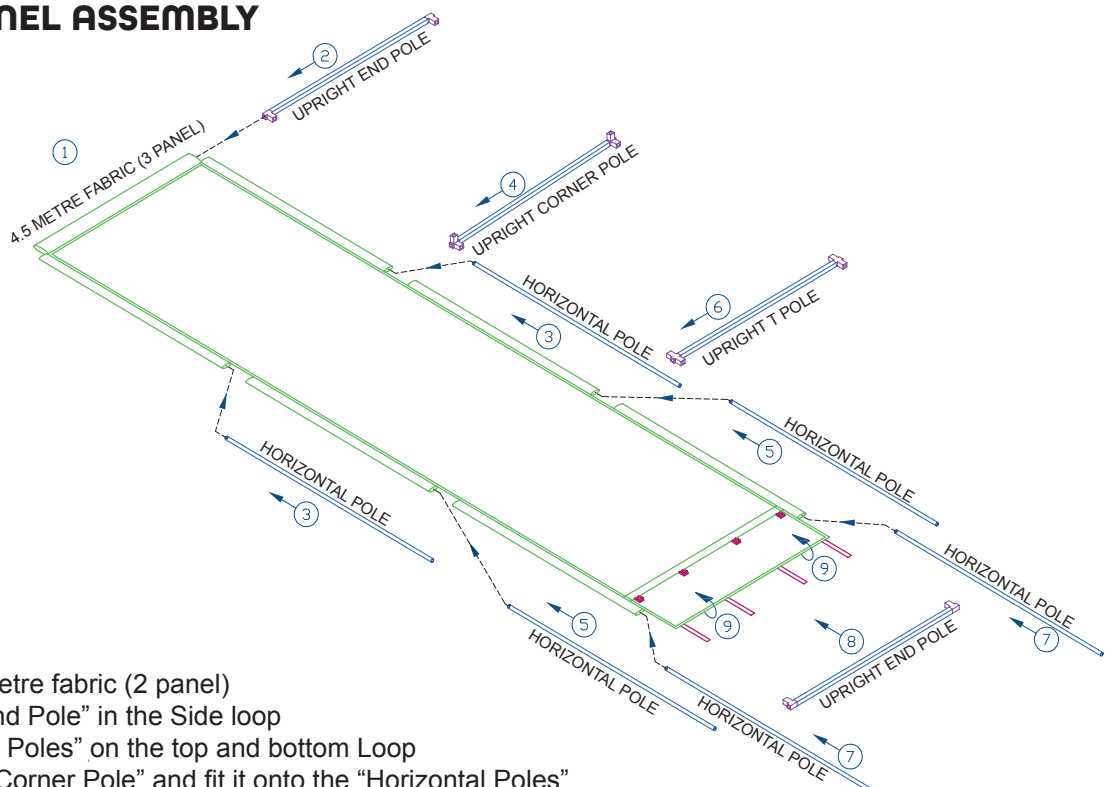 NEL ASSEMBLY
2
UPRIGHT END POLE
1
4.5 METRE FABRIC (3 PANEL)
4
UPRIGHT CORNER POLE
HORIZONTAL POLE
3
6
UPRIGHT T POLE
HORIZONTAL POLE
5
HORIZONTAL POLE
3
HORIZONTAL POLE
7
9
9
5
HORIZONTAL POLE
8
UPRIGHT END POLE
HORIZONTAL POLE
7
etre fabric (2 panel)
nd Pole” in the Side loop
Poles” on the top and bottom Loop
Corner Pole” and fit it onto the “Horizontal Poles”